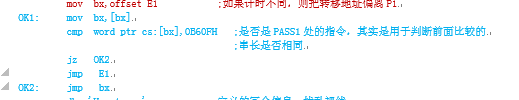 mov bx,offset E1 ;如果计时不同，则把转移地址偏离P1.
OK1: mov bx,[bx].
cmp word ptr cs:[bx],0B60FH ;是否是PASS1处的指令，其实是用于判断前面比较的.
;串长是否相同.
jz OK2.
jmp E1.
OK2: jmp bx.